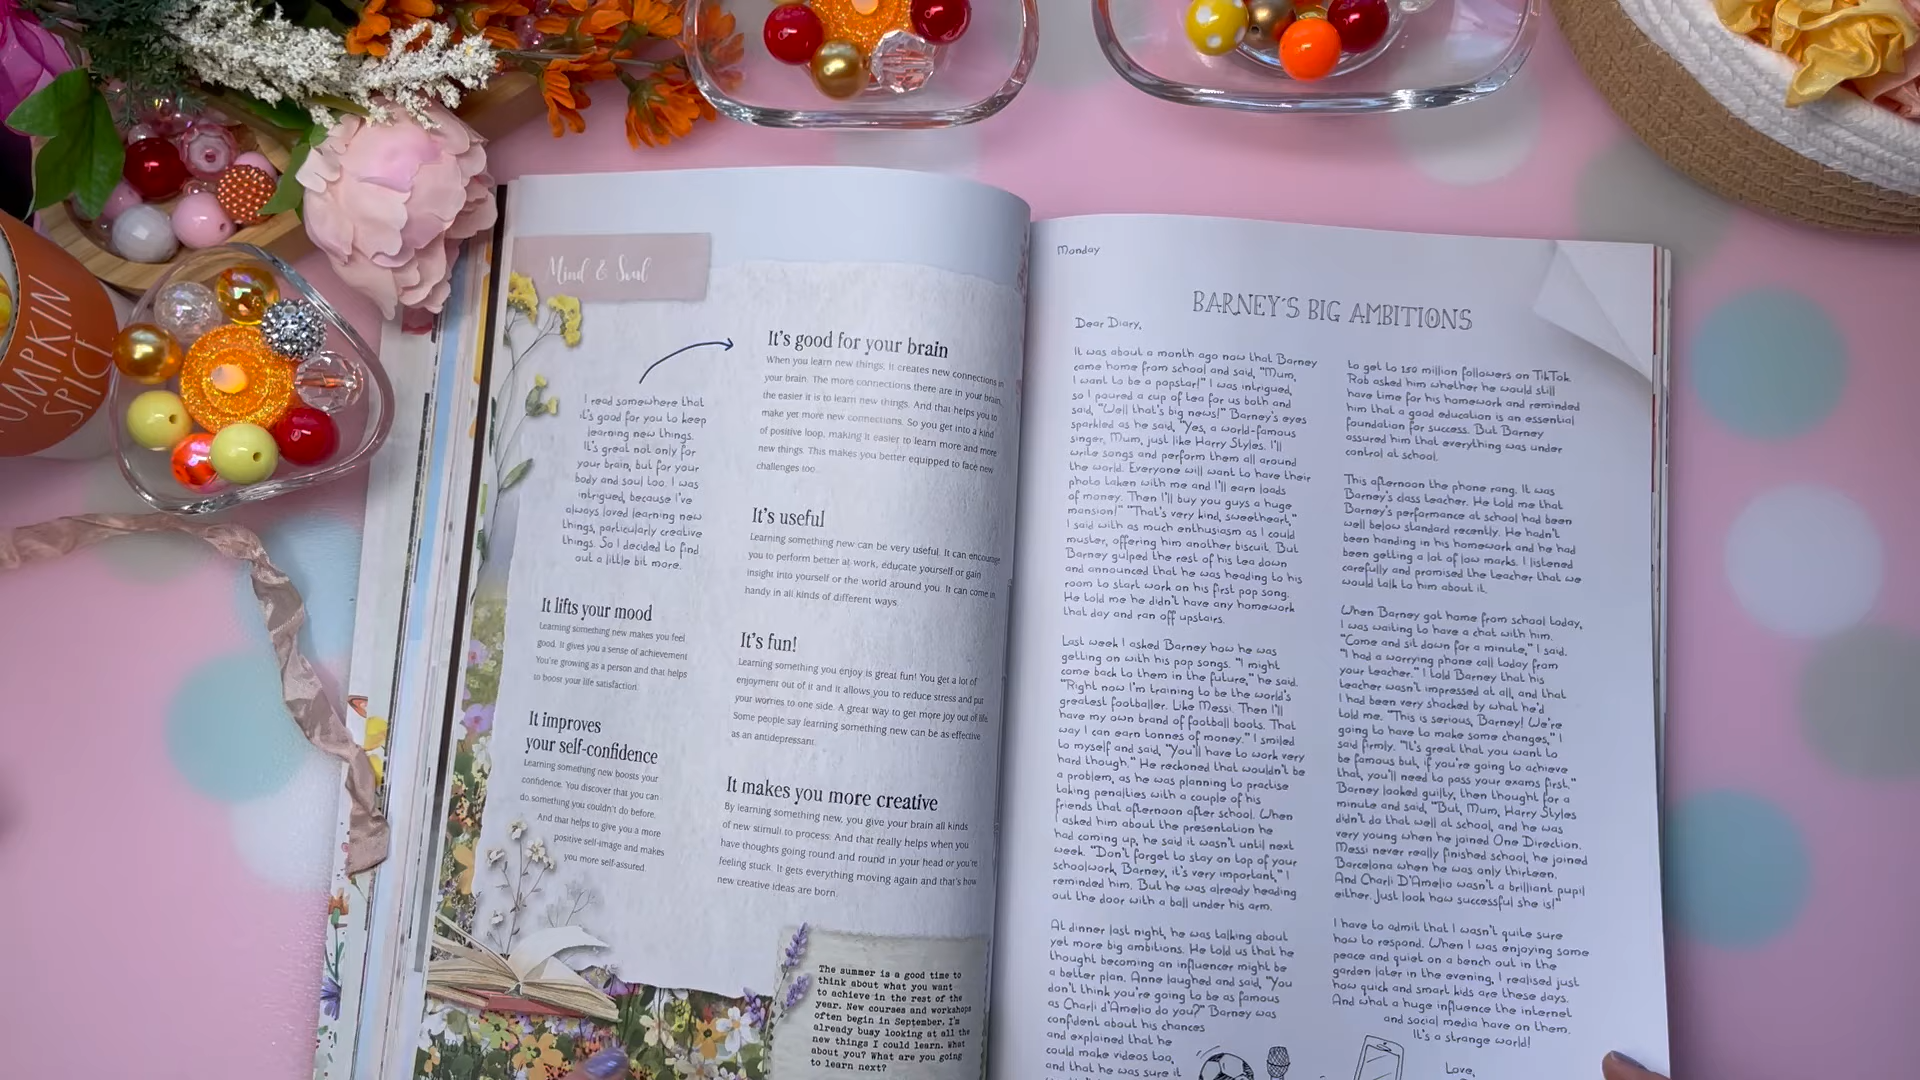 PUMPKIN
SPICE
Mind & Soul
I read somewhere that
it's good for you to keep
learning new things.
It's great not only for
your brain, but for your
body and soul too. I was
intrigued, because I've
always loved learning new
things, particularly creative
things. So I decided to find
out a little bit more.
It lifts your mood
Learning something new makes you feel
good. It gives you a sense of achievement
You're growing as a person and that helps
to boost your life satisfaction.
It improves
your self-confidence
Learning something new boosts your
confidence. You discover that you can
do something you couldn't do before.
And that helps to give you a more
positive self-image and makes
you more self-assured
It's good for your brain
When you learn new things, it creates new connections in
your brain. The more connections there are in your brain,
the easier it is to learn new things. And that helps you to
make yet more new connections. So you get into a kind
of positive loop, making it easier to learn more and more
new things. This makes you better equipped to face new
challenges too.
It's useful
Learning something new can be very useful. It can encourage
you to perform better at work, educate yourself or gain
insight into yourself or the world around you. It can come in
handy in all kinds of different ways.
It's fun!
Learning something you enjoy is great fun! You get a lot of
enjoyment out of it and it allows you to reduce stress and put
your worries to one side. A great way to get more joy out of life.
Some people say learning something new can be as effective
as an antidepressant.
It makes you more creative
By learning something new, you give your brain all kinds
of new stimuli to process. And that really helps when you
have thoughts going round and round in your head or you're
feeling stuck. It gets everything moving again and that's how
new creative ideas are born.
The summer is a good time to
think about what you want
to achieve in the rest of the
year. New courses and workshops
often begin in September. I'm
already busy looking at all the
new things I could learn. What
about you? What are you going
to learn next?
Monday
BARNEY'S BIG AMBITIONS
Dear Diary,
It was about a month ago now that Barney
came home from school and said, "Mum,
I want to be a popstar!" I was intrigued,
so I poured a cup of tea for us both and
said, "Well that's big news!" Barney's eyes
sparkled as he said, "Yes, a world-famous
singer, Mum, just like Harry Styles. I'll
write songs and perform them all around
the world. Everyone will want to have their
photo taken with me and I'll earn loads
of money. Then I'll buy you guys a huge
mansion!" "That's very kind, sweetheart,"
I said with as much enthusiasm as I could
muster, offering him another biscuit. But
Barney gulped the rest of his tea down
and announced that he was heading to his
room to start work on his first pop song.
He told me he didn't have any homework
that day and ran off upstairs.
Last week I asked Barney how he was
getting on with his pop songs. "I might
come back to them in the future," he said.
"Right now I'm training to be the world's
greatest footballer. Like Messi. Then I'll
have my own brand of football boots. That
way I can earn tonnes of money." I smiled
to myself and said, "You'll have to work very
hard though." He reckoned that wouldn't be
a problem, as he was planning to practise
taking penalties with a couple of his
friends that afternoon after school. When
I asked him about the presentation he
had coming up, he said it wasn't until next
week. "Don't forget to stay on top of your
schoolwork, Barney, it's very important," I
reminded him. But he was already heading
out the door with a ball under his arm.
At dinner last night, he was talking about
yet more big ambitions. He told us that he
thought becoming an influencer might be
a better plan. Anne laughed and said, "You
don't think you're going to be as famous
as Charli d'Amelio do you?" Barney was
confident about his chances
and explained that he
could make videos too,
and that he was sure it
to get to 150 million followers on TikTok.
Rob asked him whether he would still
have time for his homework and reminded
him that a good education is an essential
foundation for success. But Barney
assured him that everything was under
control at school.
This afternoon the phone rang. It was
Barney's class teacher. He told me that
Barney's performance at school had been
well below standard recently. He hadn't
been handing in his homework and he had
been getting a lot of low marks. I listened
carefully and promised the teacher that we
would talk to him about it.
When Barney got home from school today,
I was waiting to have a chat with him.
"Come and sit down for a minute," I said.
"I had a worrying phone call today from
your teacher." I told Barney that his
teacher wasn't impressed at all, and that
I had been very shocked by what he'd
told me. "This is serious, Barney! We're
going to have to make some changes," I
said firmly. "It's great that you want to
be famous but, if you're going to achieve
that, you'll need to pass your exams first."
Barney looked guilty, then thought for a
minute and said, "But, Mum, Harry Styles
didn't do that well at school, and he was
very young when he joined One Direction.
Messi never really finished school, he joined
Barcelona when he was only thirteen.
And Charli D'Amelio wasn't a brilliant pupil
either. Just look how successful she is!"
I have to admit that I wasn't quite sure
how to respond. When I was enjoying some
peace and quiet on a bench out in the
garden later in the evening, I realised just
how quick and smart kids are these days.
And what a huge influence the internet
and social media have on them.
It's a strange world!
Love,